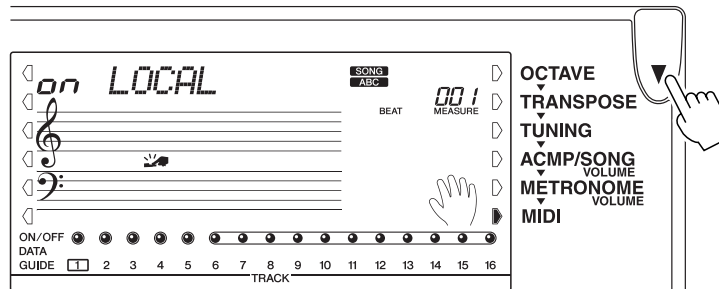 on LOCAL
SONG
ABC
001
BEAT
MEASURE
OCTAVE
TRANSPOSE
TUNING
ACMP/SONG
VOLUME
METRONOME
VOLUME
MIDI
ON/OFF
DATA
GUIDE 1 2 3 4 5 6 7 8 9 10 11 12 13 14 15 16
TRACK